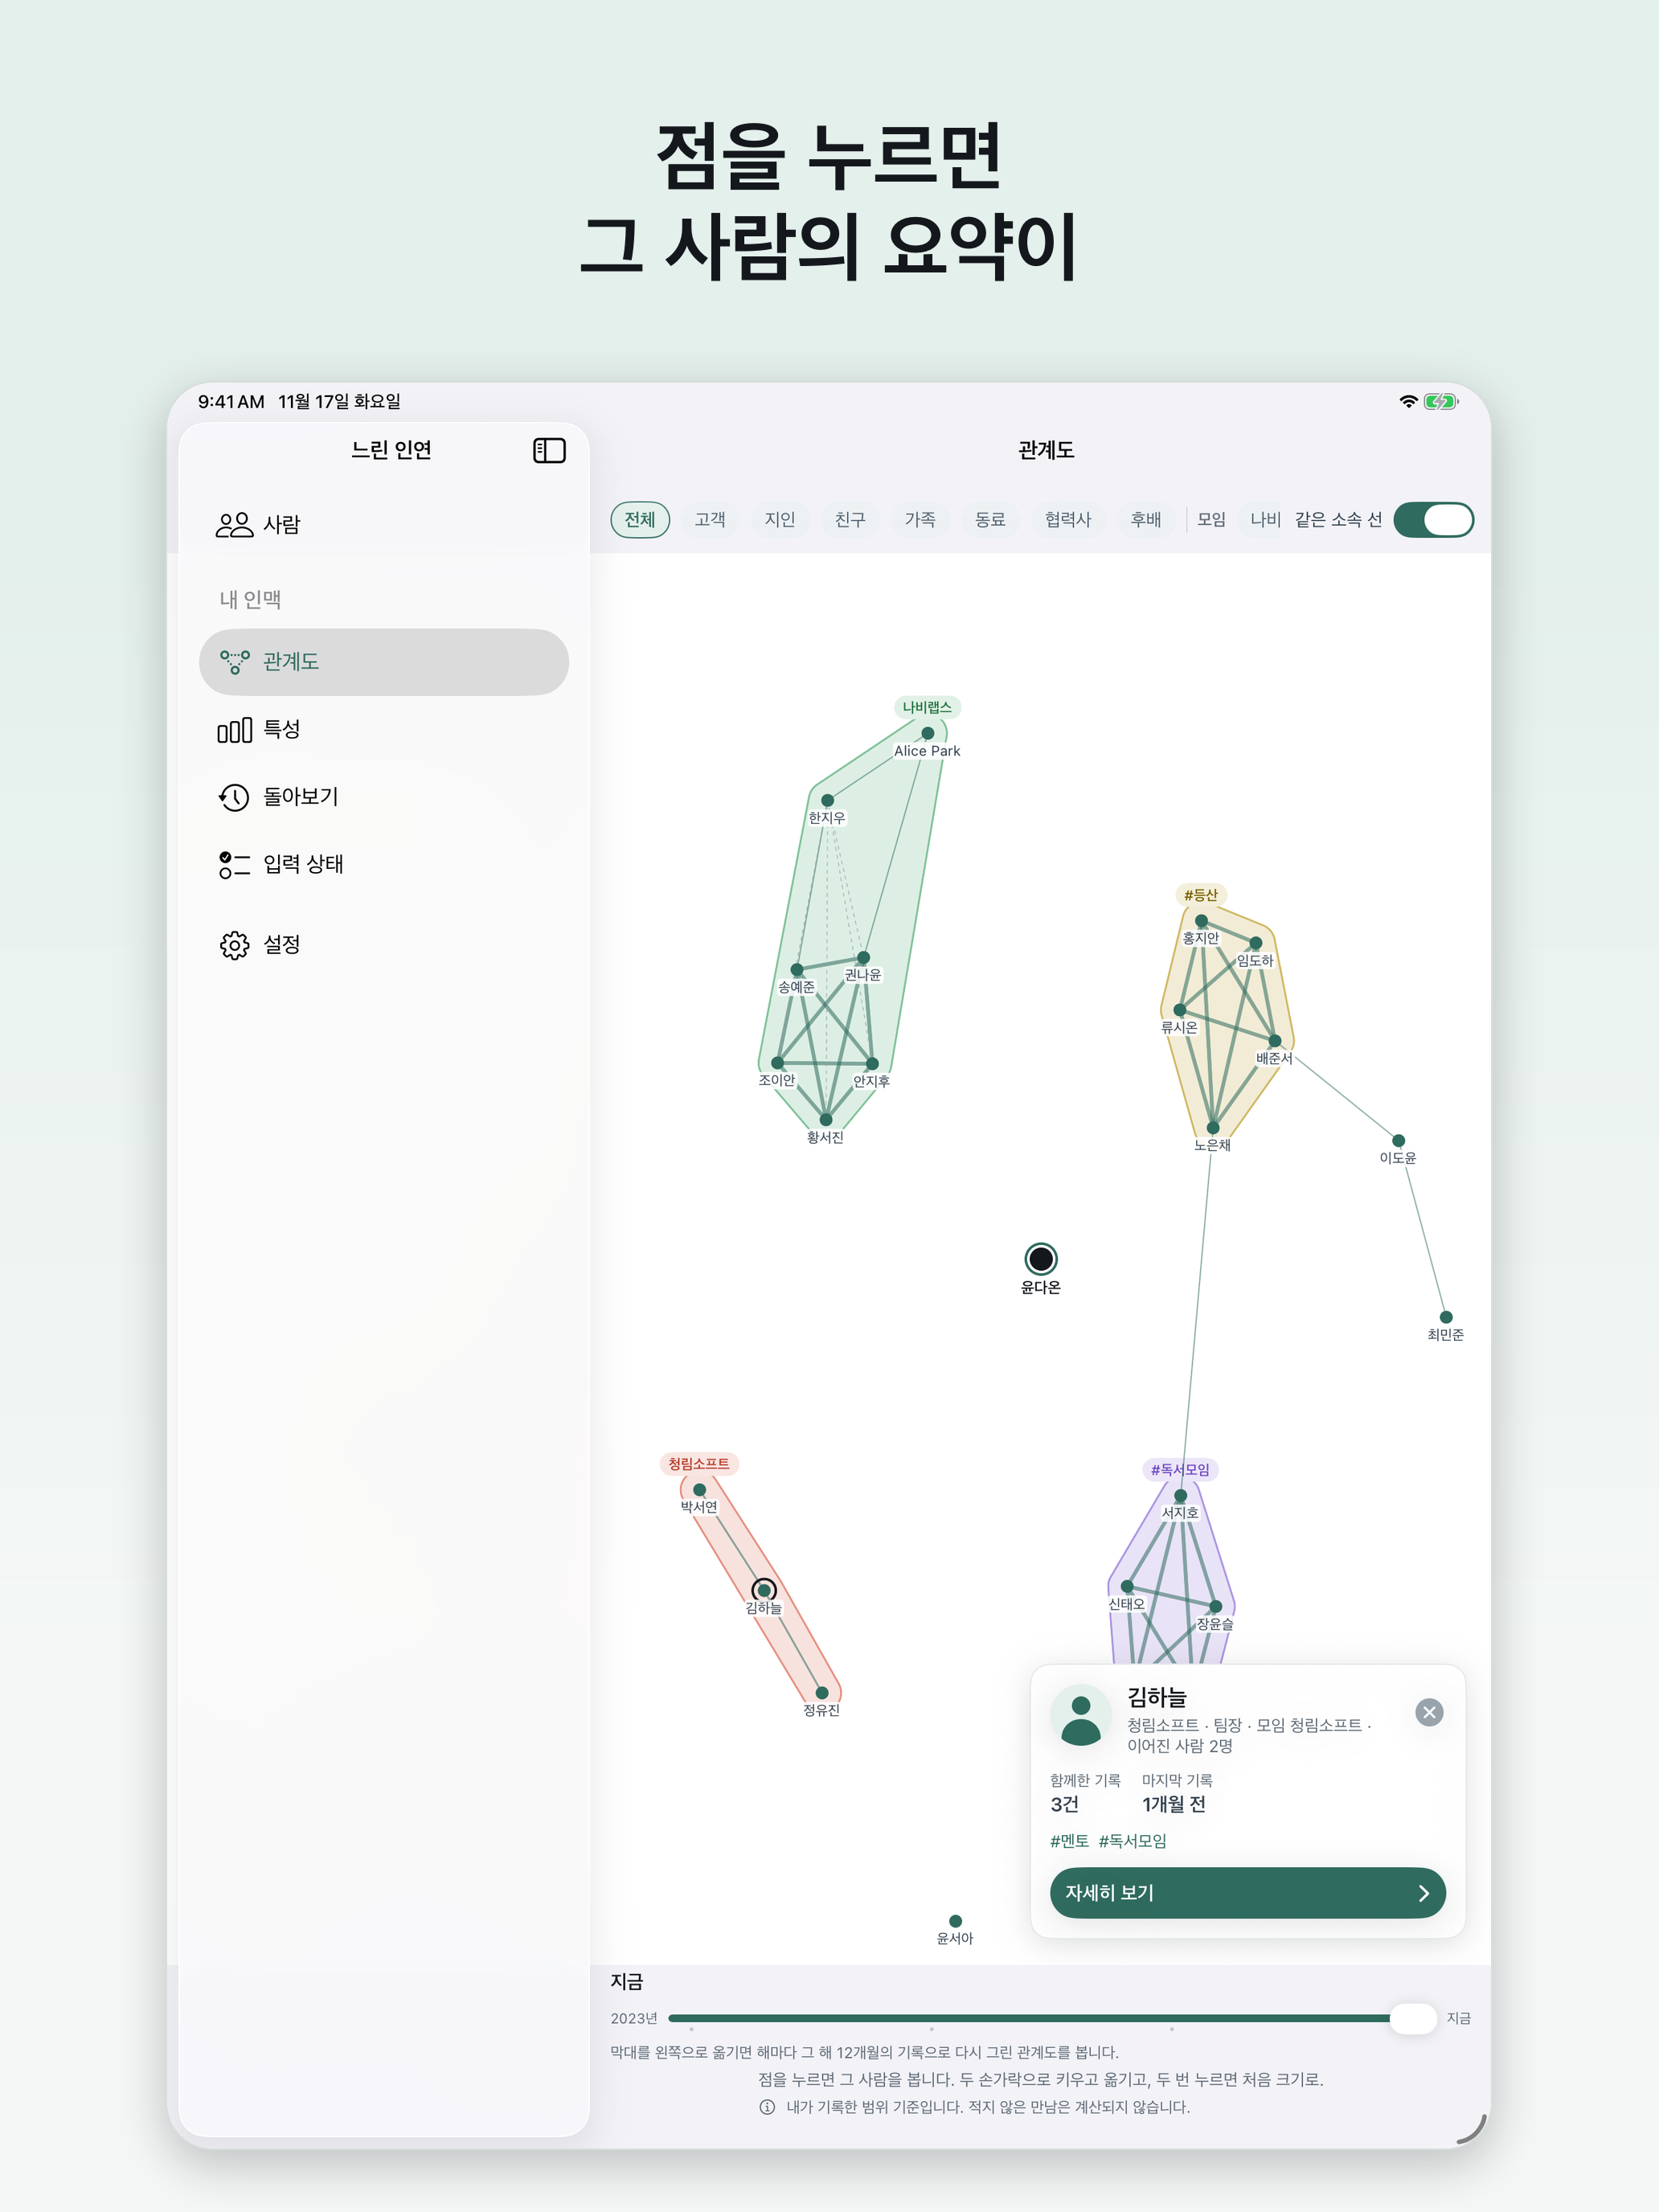 점을 누르면
그 사람의 요약이
9:41 AM 11월 17일 화요일
느린 인연
사람
내 인맥
관계도
특성
돌아보기
입력 상태
설정
관계도
전체 고객 지인 친구 가족 동료 협력사 후배 모임 나비 같은 소속 선
나비랩스
Alice Park
한지우
#등산
홍지안
임도하
권나윤
송예준
류시온
배준서
조이안
안지후
황서진
노은채
이도윤
윤다온
최민준
청림소프트
#독서모임
박서연
서지호
김하늘
신태오
장윤슬
정유진
김하늘
청림소프트 · 팀장 · 모임 청림소프트 ·
이어진 사람 2명
함께한 기록 마지막 기록
3건 1개월 전
#멘토 #독서모임
자세히 보기
윤서아
지금
2023년 지금
막대를 왼쪽으로 옮기면 해마다 그 해 12개월의 기록으로 다시 그린 관계도를 봅니다.
점을 누르면 그 사람을 봅니다. 두 손가락으로 키우고 옮기고, 두 번 누르면 처음 크기로.
내가 기록한 범위 기준입니다. 적지 않은 만남은 계산되지 않습니다.